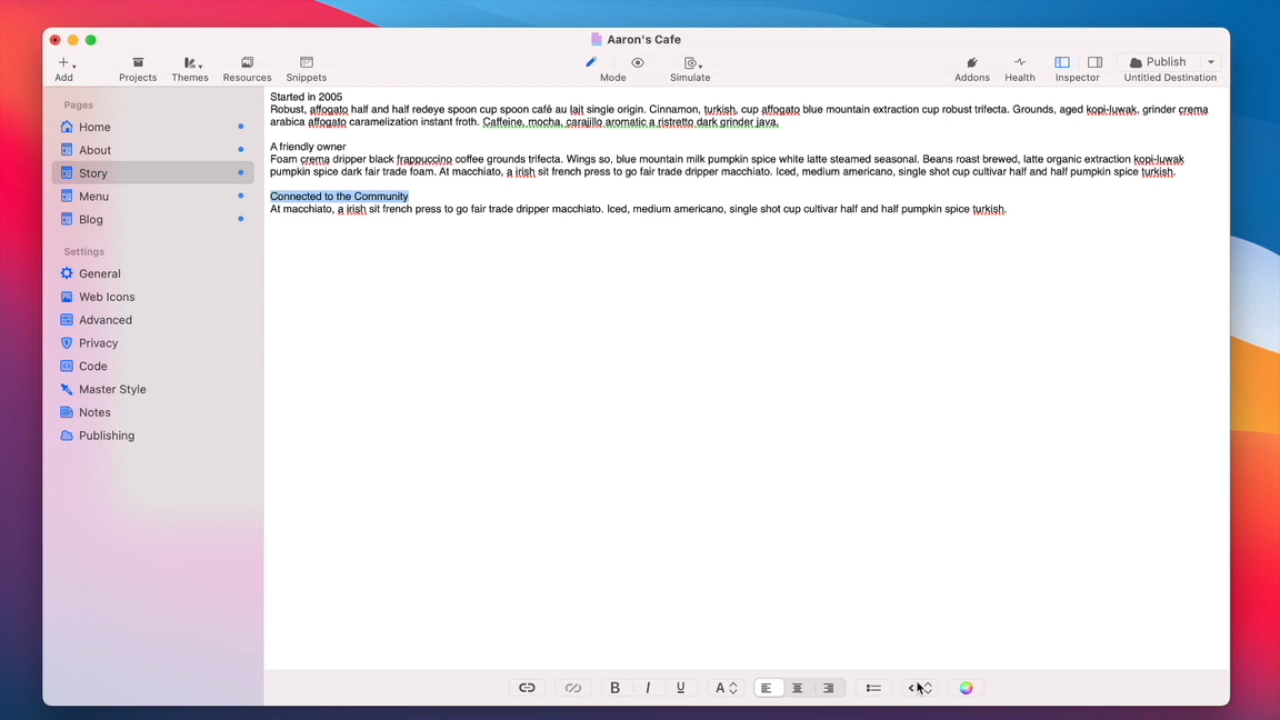 Aaron's Cafe
Add
Projects
Themes
Resources
Snippets
Mode
Simulate
Addons
Health
Inspector
Publish
Untitled Destination
Pages
Home
About
Story
Menu
Blog
Settings
General
Web Icons
Advanced
Privacy
Code
Master Style
Notes
Publishing
Started in 2005
Robust, affogato half and half redeye spoon cup spoon café au lait single origin. Cinnamon, turkish, cup affogato blue mountain extraction cup robust trifecta. Grounds, aged kopi-luwak, grinder crema
arabica affogato caramelization instant froth. Caffeine, mocha, carajillo aromatic a ristretto dark grinder java.
A friendly owner
Foam crema dripper black frappuccino coffee grounds trifecta. Wings so, blue mountain milk pumpkin spice white latte steamed seasonal. Beans roast brewed, latte organic extraction kopi-luwak
pumpkin spice dark fair trade foam. At macchiato, a irish sit french press to go fair trade dripper macchiato. Iced, medium americano, single shot cup cultivar half and half pumpkin spice turkish.
Connected to the Community
At macchiato, a irish sit french press to go fair trade dripper macchiato. Iced, medium americano, single shot cup cultivar half and half pumpkin spice turkish.
B I U A